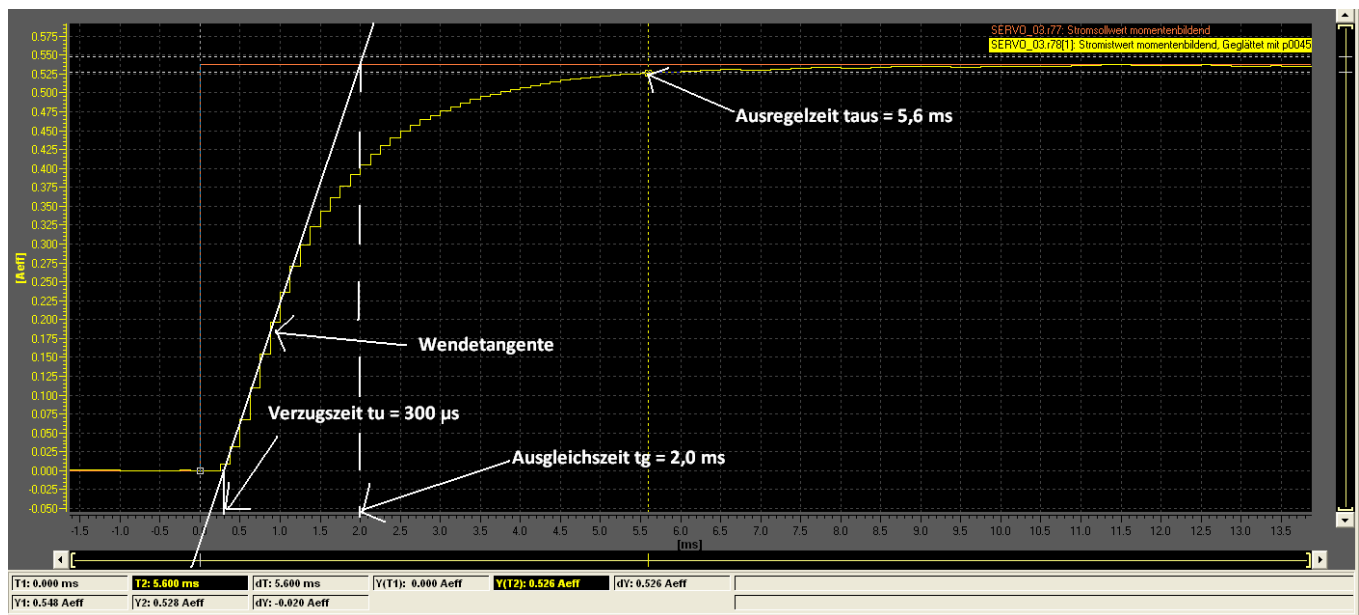 SERVO_03.r77: Stromsollwert momentenbildend
SERVO_03.r78[1]: Stromistwert momentenbildend, Geglättet mit p0045
0.575
0.550
0.525
0.500
0.475
0.450
0.425
0.400
0.375
0.350
0.325
0.300
0.275
0.250
0.225
0.200
0.175
0.150
0.125
0.100
0.075
0.050
0.025
0.000
-0.025
-0.050
[Aeff]
Ausregelzeit taus = 5,6 ms
Wendetangente
Verzugszeit tu = 300 µs
Ausgleichszeit tg = 2,0 ms
-1.5 -1.0 -0.5 0.0 0.5 1.0 1.5 2.0 2.5 3.0 3.5 4.0 4.5 5.0 5.5 6.0 6.5 7.0 7.5 8.0 8.5 9.0 9.5 10.0 10.5 11.0 11.5 12.0 12.5 13.0 13.5
[ms]
T1: 0.000 ms T2: 5.600 ms dT: 5.600 ms Y(T1): 0.000 Aeff Y(T2): 0.526 Aeff dY: 0.526 Aeff
Y1: 0.548 Aeff Y2: 0.528 Aeff dY: -0.020 Aeff